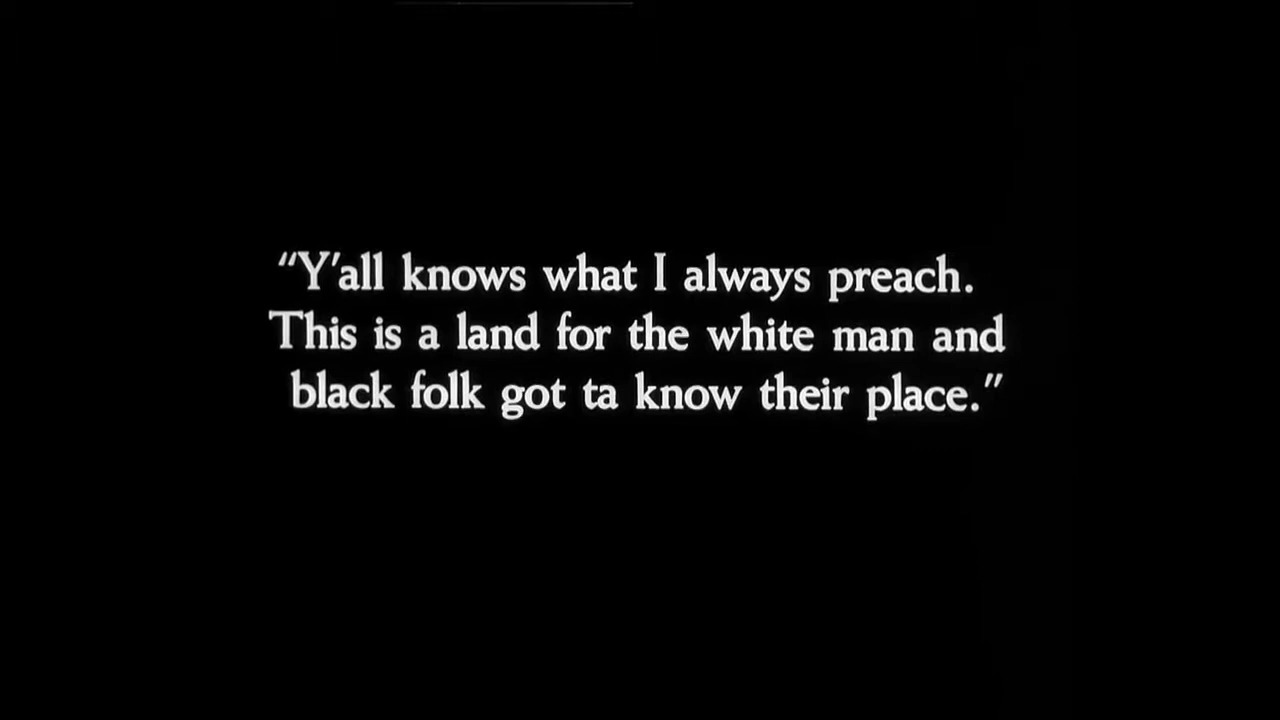 “Y'all knows what I always preach.
This is a land for the white man and
black folk got ta know their place.”